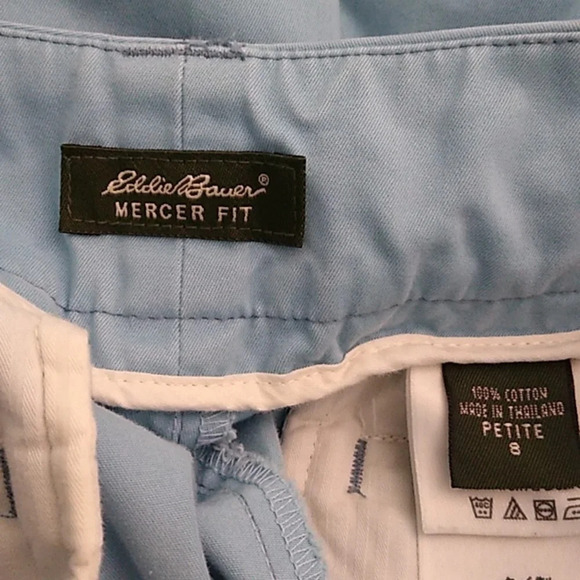 Eddie Bauer®
MERCER FIT
100% COTTON
MADE IN THAILAND
PETITE
8